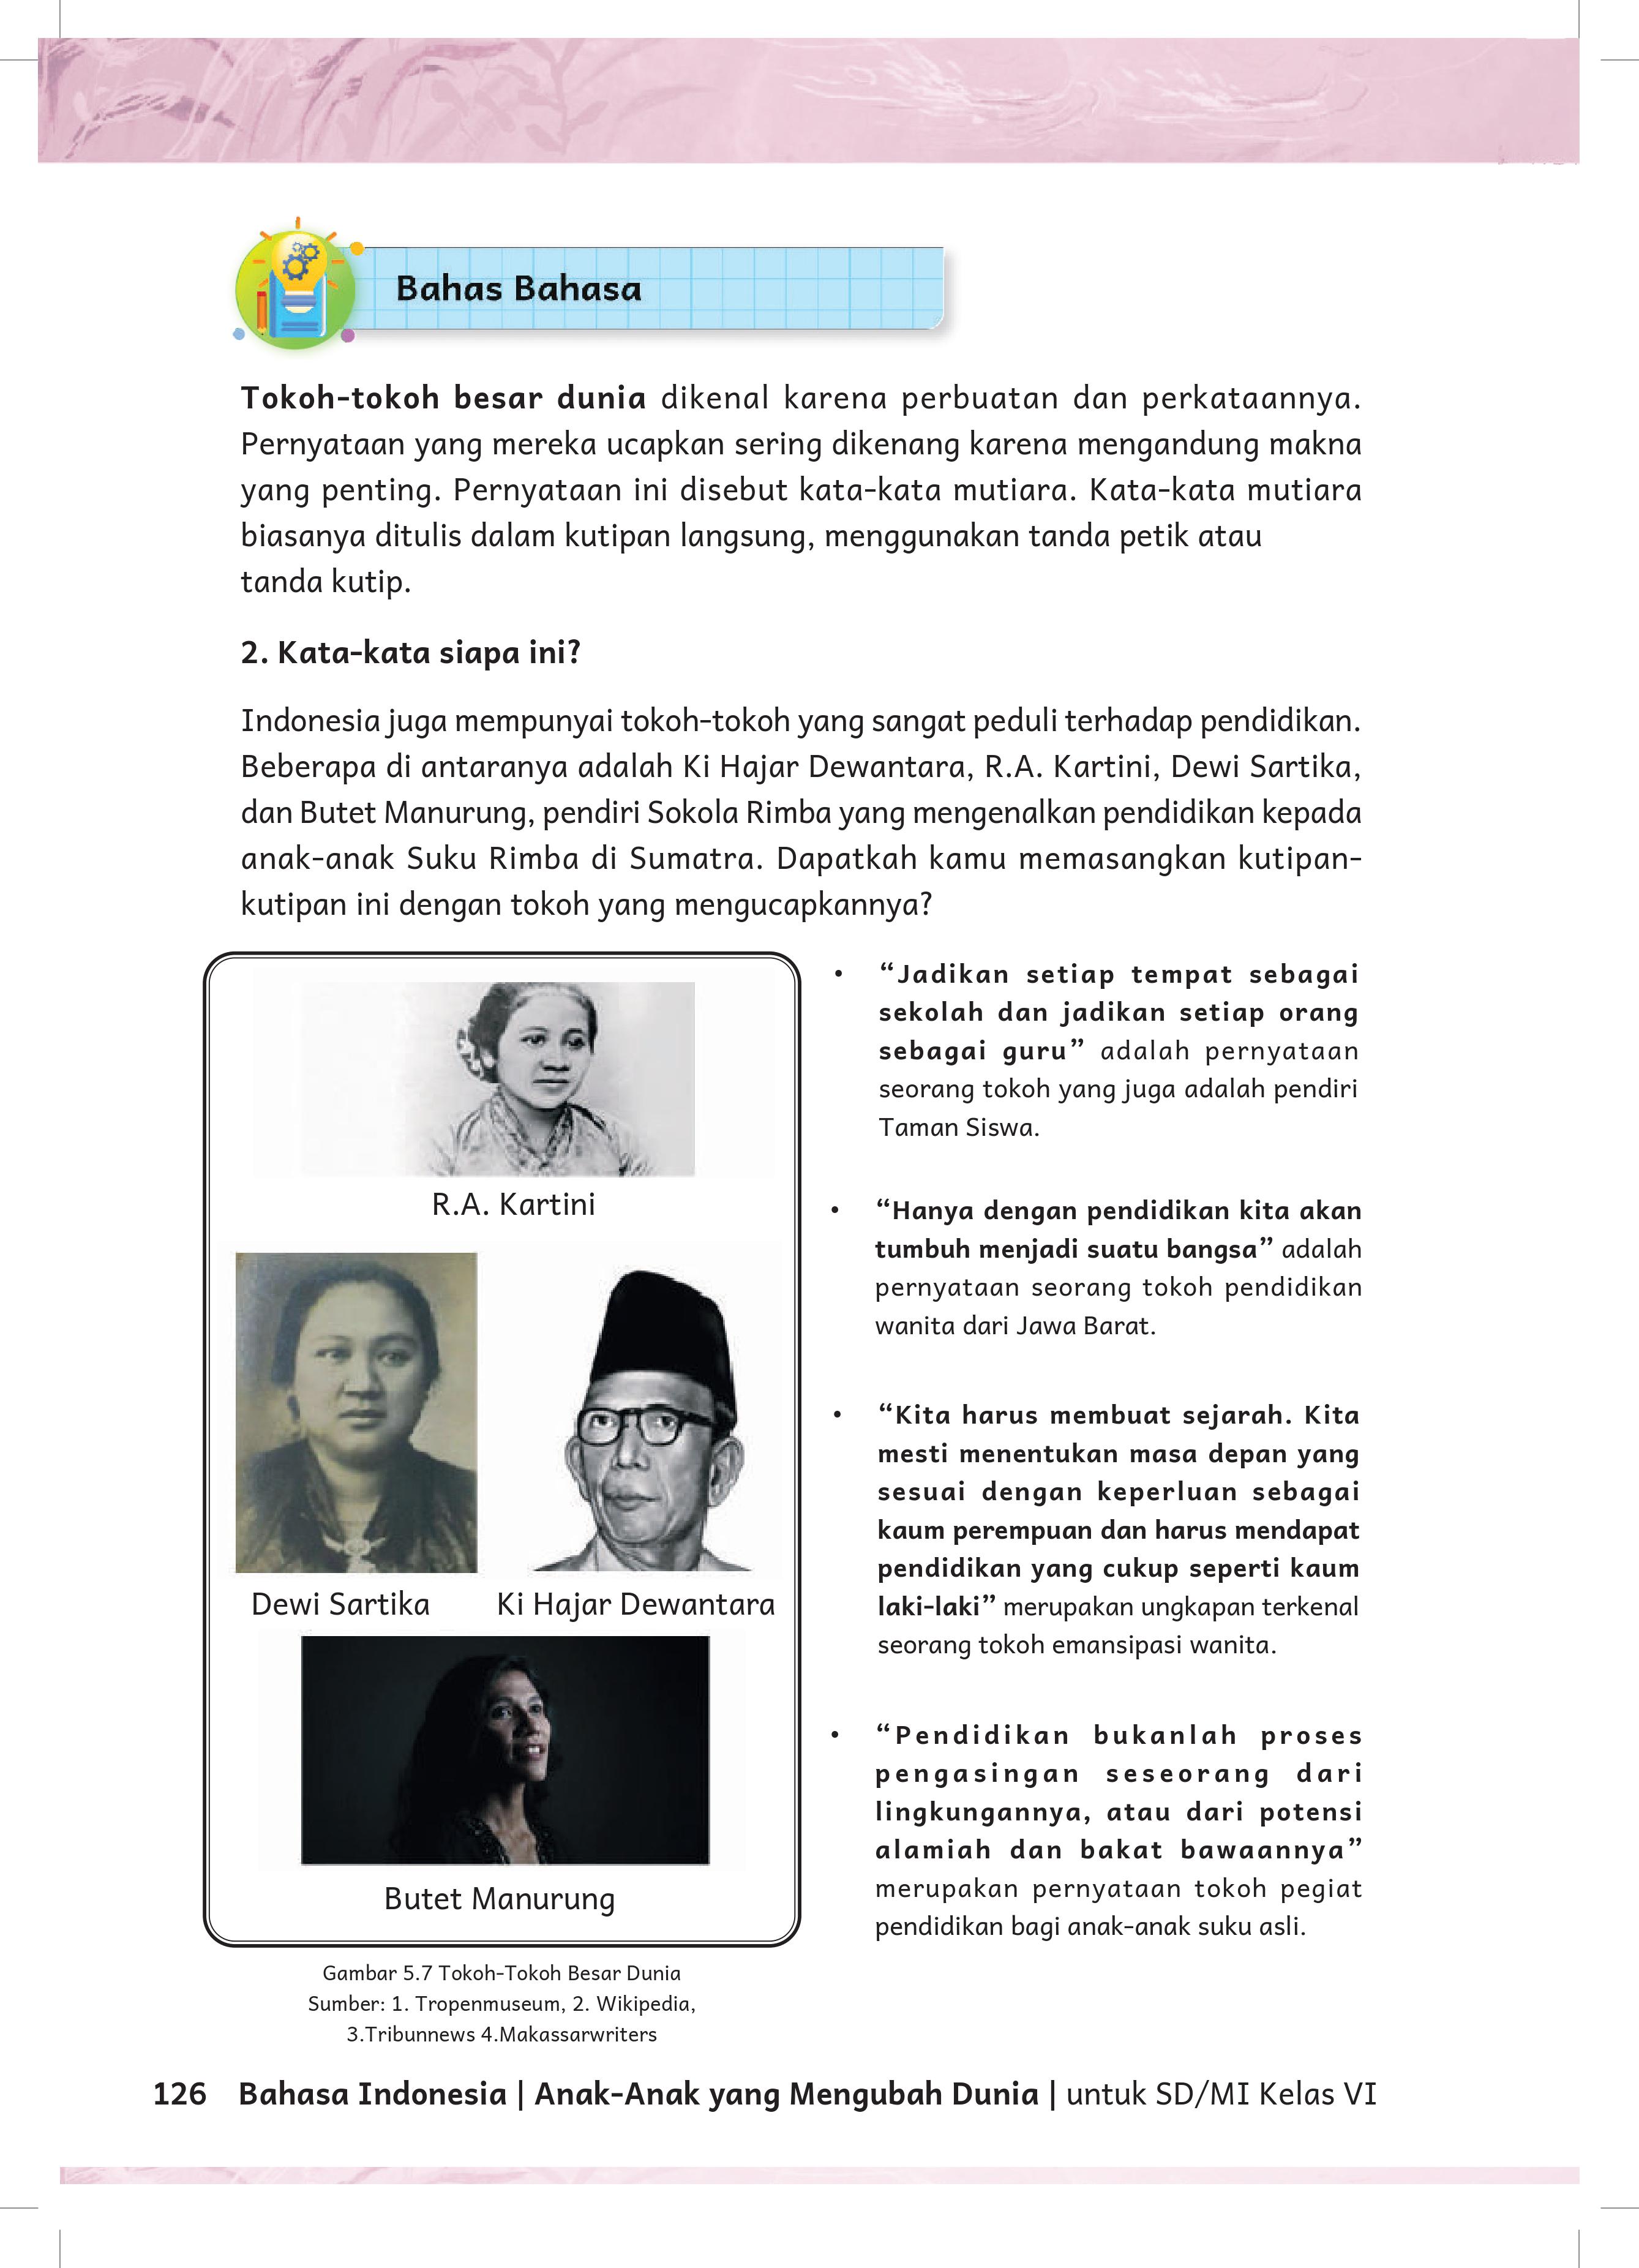 Bahas Bahasa
Tokoh-tokoh besar dunia dikenal karena perbuatan dan perkataannya.
Pernyataan yang mereka ucapkan sering dikenang karena mengandung makna
yang penting. Pernyataan ini disebut kata-kata mutiara. Kata-kata mutiara
biasanya ditulis dalam kutipan langsung, menggunakan tanda petik atau
tanda kutip.
2. Kata-kata siapa ini?
Indonesia juga mempunyai tokoh-tokoh yang sangat peduli terhadap pendidikan.
Beberapa di antaranya adalah Ki Hajar Dewantara, R.A. Kartini, Dewi Sartika,
dan Butet Manurung, pendiri Sokola Rimba yang mengenalkan pendidikan kepada
anak-anak Suku Rimba di Sumatra. Dapatkah kamu memasangkan kutipan-
kutipan ini dengan tokoh yang mengucapkannya?
R.A. Kartini
Dewi Sartika
Ki Hajar Dewantara
Butet Manurung
Gambar 5.7 Tokoh-Tokoh Besar Dunia
Sumber: 1. Tropenmuseum, 2. Wikipedia,
3.Tribunnews 4.Makassarwriters
• “Jadikan setiap tempat sebagai
sekolah dan jadikan setiap orang
sebagai guru” adalah pernyataan
seorang tokoh yang juga adalah pendiri
Taman Siswa.
• “Hanya dengan pendidikan kita akan
tumbuh menjadi suatu bangsa” adalah
pernyataan seorang tokoh pendidikan
wanita dari Jawa Barat.
• “Kita harus membuat sejarah. Kita
mesti menentukan masa depan yang
sesuai dengan keperluan sebagai
kaum perempuan dan harus mendapat
pendidikan yang cukup seperti kaum
laki-laki” merupakan ungkapan terkenal
seorang tokoh emansipasi wanita.
• “Pendidikan bukanlah proses
pengasingan seseorang dari
lingkungannya, atau dari potensi
alamiah dan bakat bawaannya”
merupakan pernyataan tokoh pegiat
pendidikan bagi anak-anak suku asli.
126 Bahasa Indonesia | Anak-Anak yang Mengubah Dunia | untuk SD/MI Kelas VI